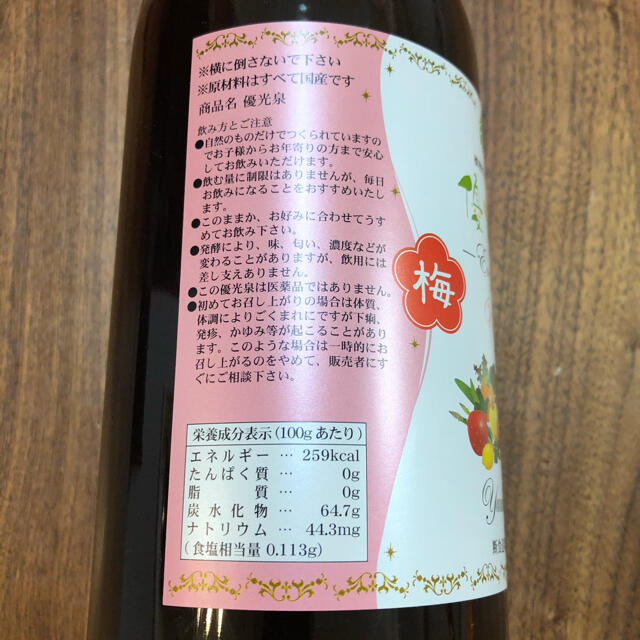 ※横に倒さないで下さい
※原材料はすべて国産です
商品名 優光泉
飲み方とご注意
●自然のものだけでつくられていますの
でお子様からお年寄りの方まで安心
してお飲みいただけます。
●飲む量に制限はありませんが、毎日
お飲みになることをおすすめいたし
ます。
●このままか、お好みに合わせてうす
めてお飲み下さい。
●発酵により、味、匂い、濃度などが
変わることがありますが、飲用には
差し支えありません。
●この優光泉は医薬品ではありません。
●初めてお召し上がりの場合は体質、
体調によりごくまれにですが下痢、
発疹、かゆみ等が起こることがあり
ます。このような場合は一時的にお
召し上がるのをやめて、販売者にす
ぐにご相談下さい。
梅
栄養成分表示(100gあたり)
エネルギー … 259kcal
たんぱく質 … 0g
脂質 … 0g
炭水化物 … 64.7g
ナトリウム … 44.3mg
(食塩相当量 0.113g)